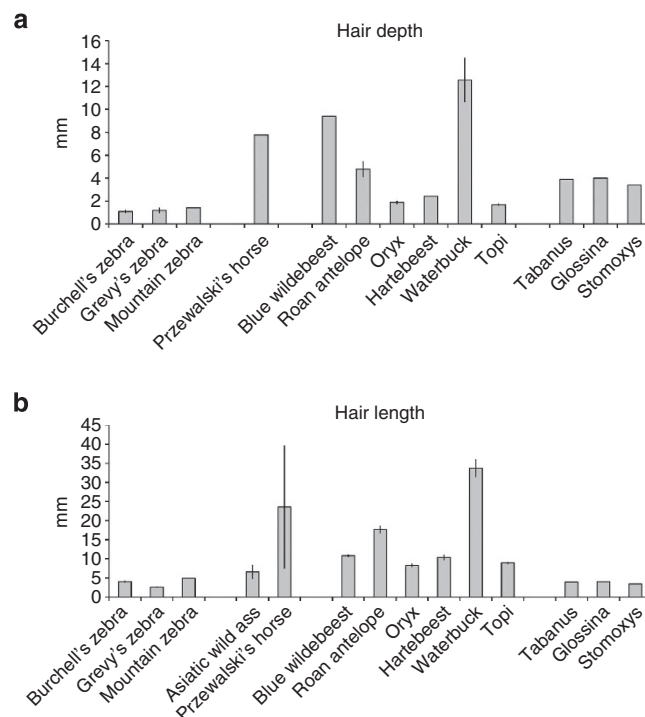 a
Hair depth
mm
16
14
12
10
8
6
4
2
0
Burchell's zebra
Grevy's zebra
Mountain zebra
Przewalski's horse
Blue wildebeest
Roan antelope
Oryx
Hartebeest
Waterbuck
Topi
Tabanus
Glossina
Stomoxys
b
Hair length
mm
45
40
35
30
25
20
15
10
5
0
Burchell's zebra
Grevy's zebra
Mountain zebra
Asiatic wild ass
Przewalski's horse
Blue wildebeest
Roan antelope
Oryx
Hartebeest
Waterbuck
Topi
Tabanus
Glossina
Stomoxys